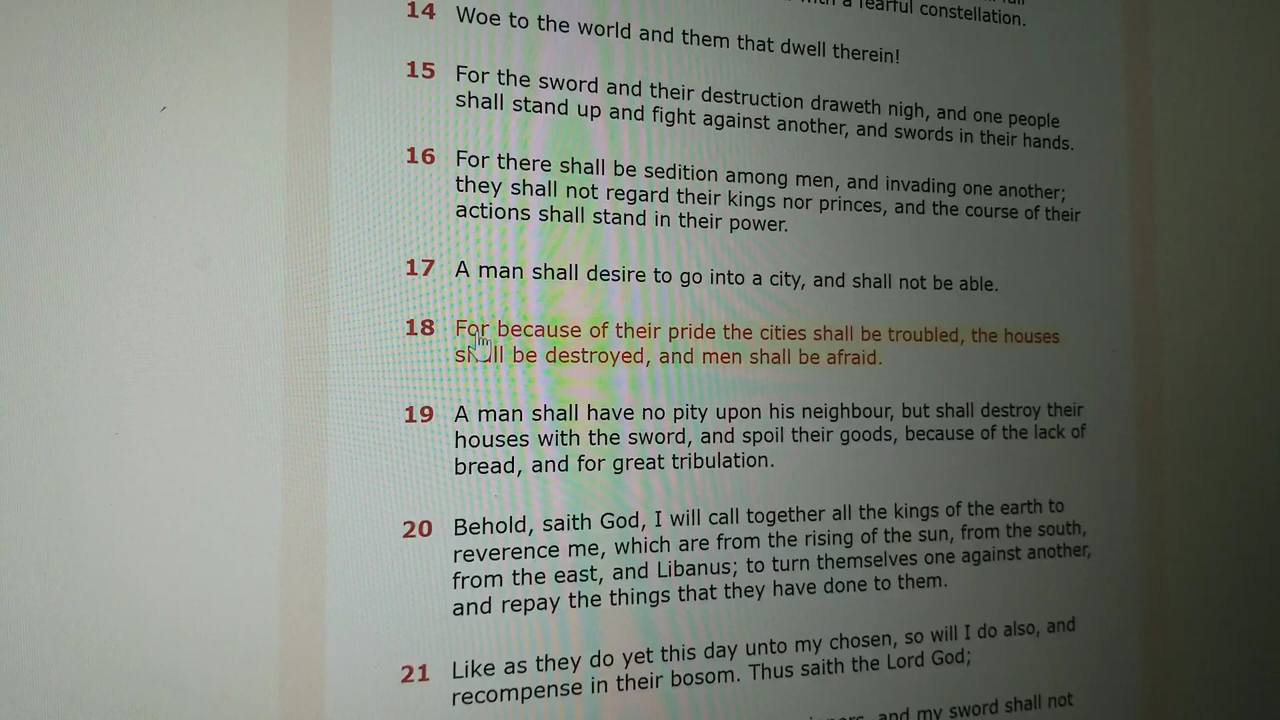 a fearful constellation.
14 Woe to the world and them that dwell therein!
15 For the sword and their destruction draweth nigh, and one people
shall stand up and fight against another, and swords in their hands.
16 For there shall be sedition among men, and invading one another;
they shall not regard their kings nor princes, and the course of their
actions shall stand in their power.
17 A man shall desire to go into a city, and shall not be able.
18 For because of their pride the cities shall be troubled, the houses
shall be destroyed, and men shall be afraid.
19 A man shall have no pity upon his neighbour, but shall destroy their
houses with the sword, and spoil their goods, because of the lack of
bread, and for great tribulation.
20 Behold, saith God, I will call together all the kings of the earth to
reverence me, which are from the rising of the sun, from the south,
from the east, and Libanus; to turn themselves one against another,
and repay the things that they have done to them.
21 Like as they do yet this day unto my chosen, so will I do also, and
recompense in their bosom. Thus saith the Lord God;
and my sword shall not